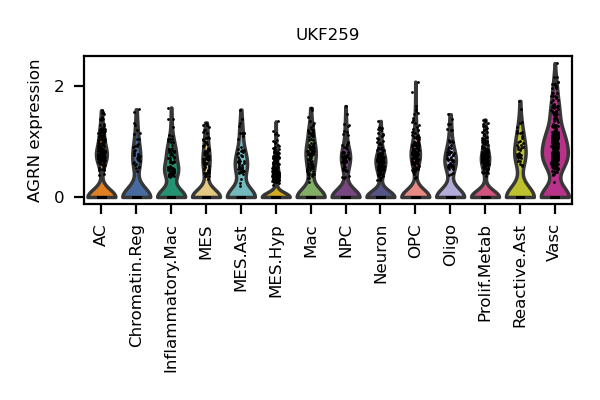 UKF259
AGRN expression
2
0
AC
Chromatin.Reg
Inflammatory.Mac
MES
MES.Ast
MES.Hyp
Mac
NPC
Neuron
OPC
Oligo
Prolif.Metab
Reactive.Ast
Vasc